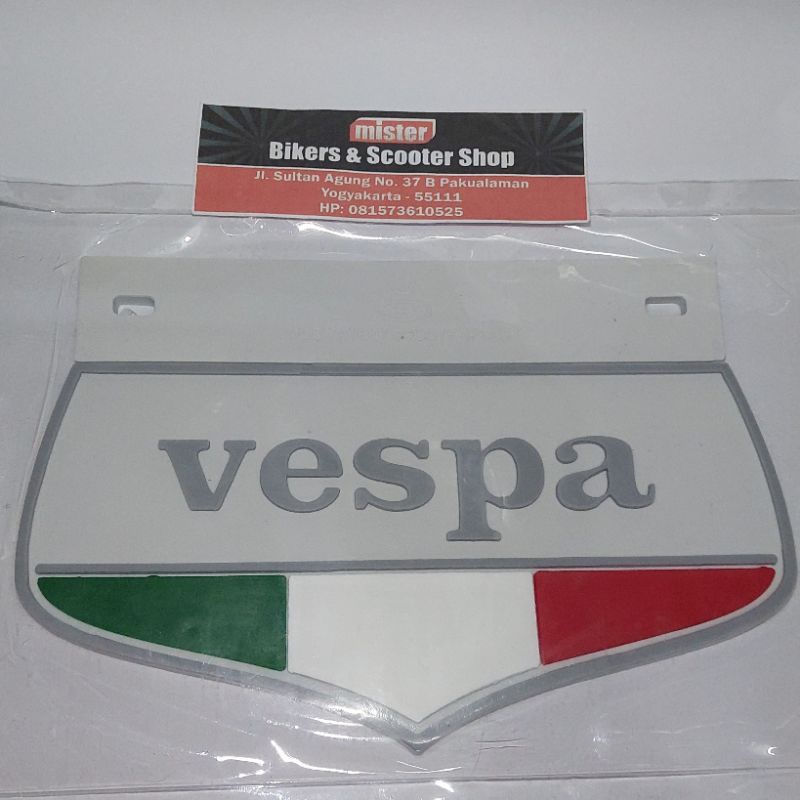 mister
Bikers & Scooter Shop
Jl. Sultan Agung No. 37 B Pakualaman
Yogyakarta - 55111
HP: 081573610525
vespa